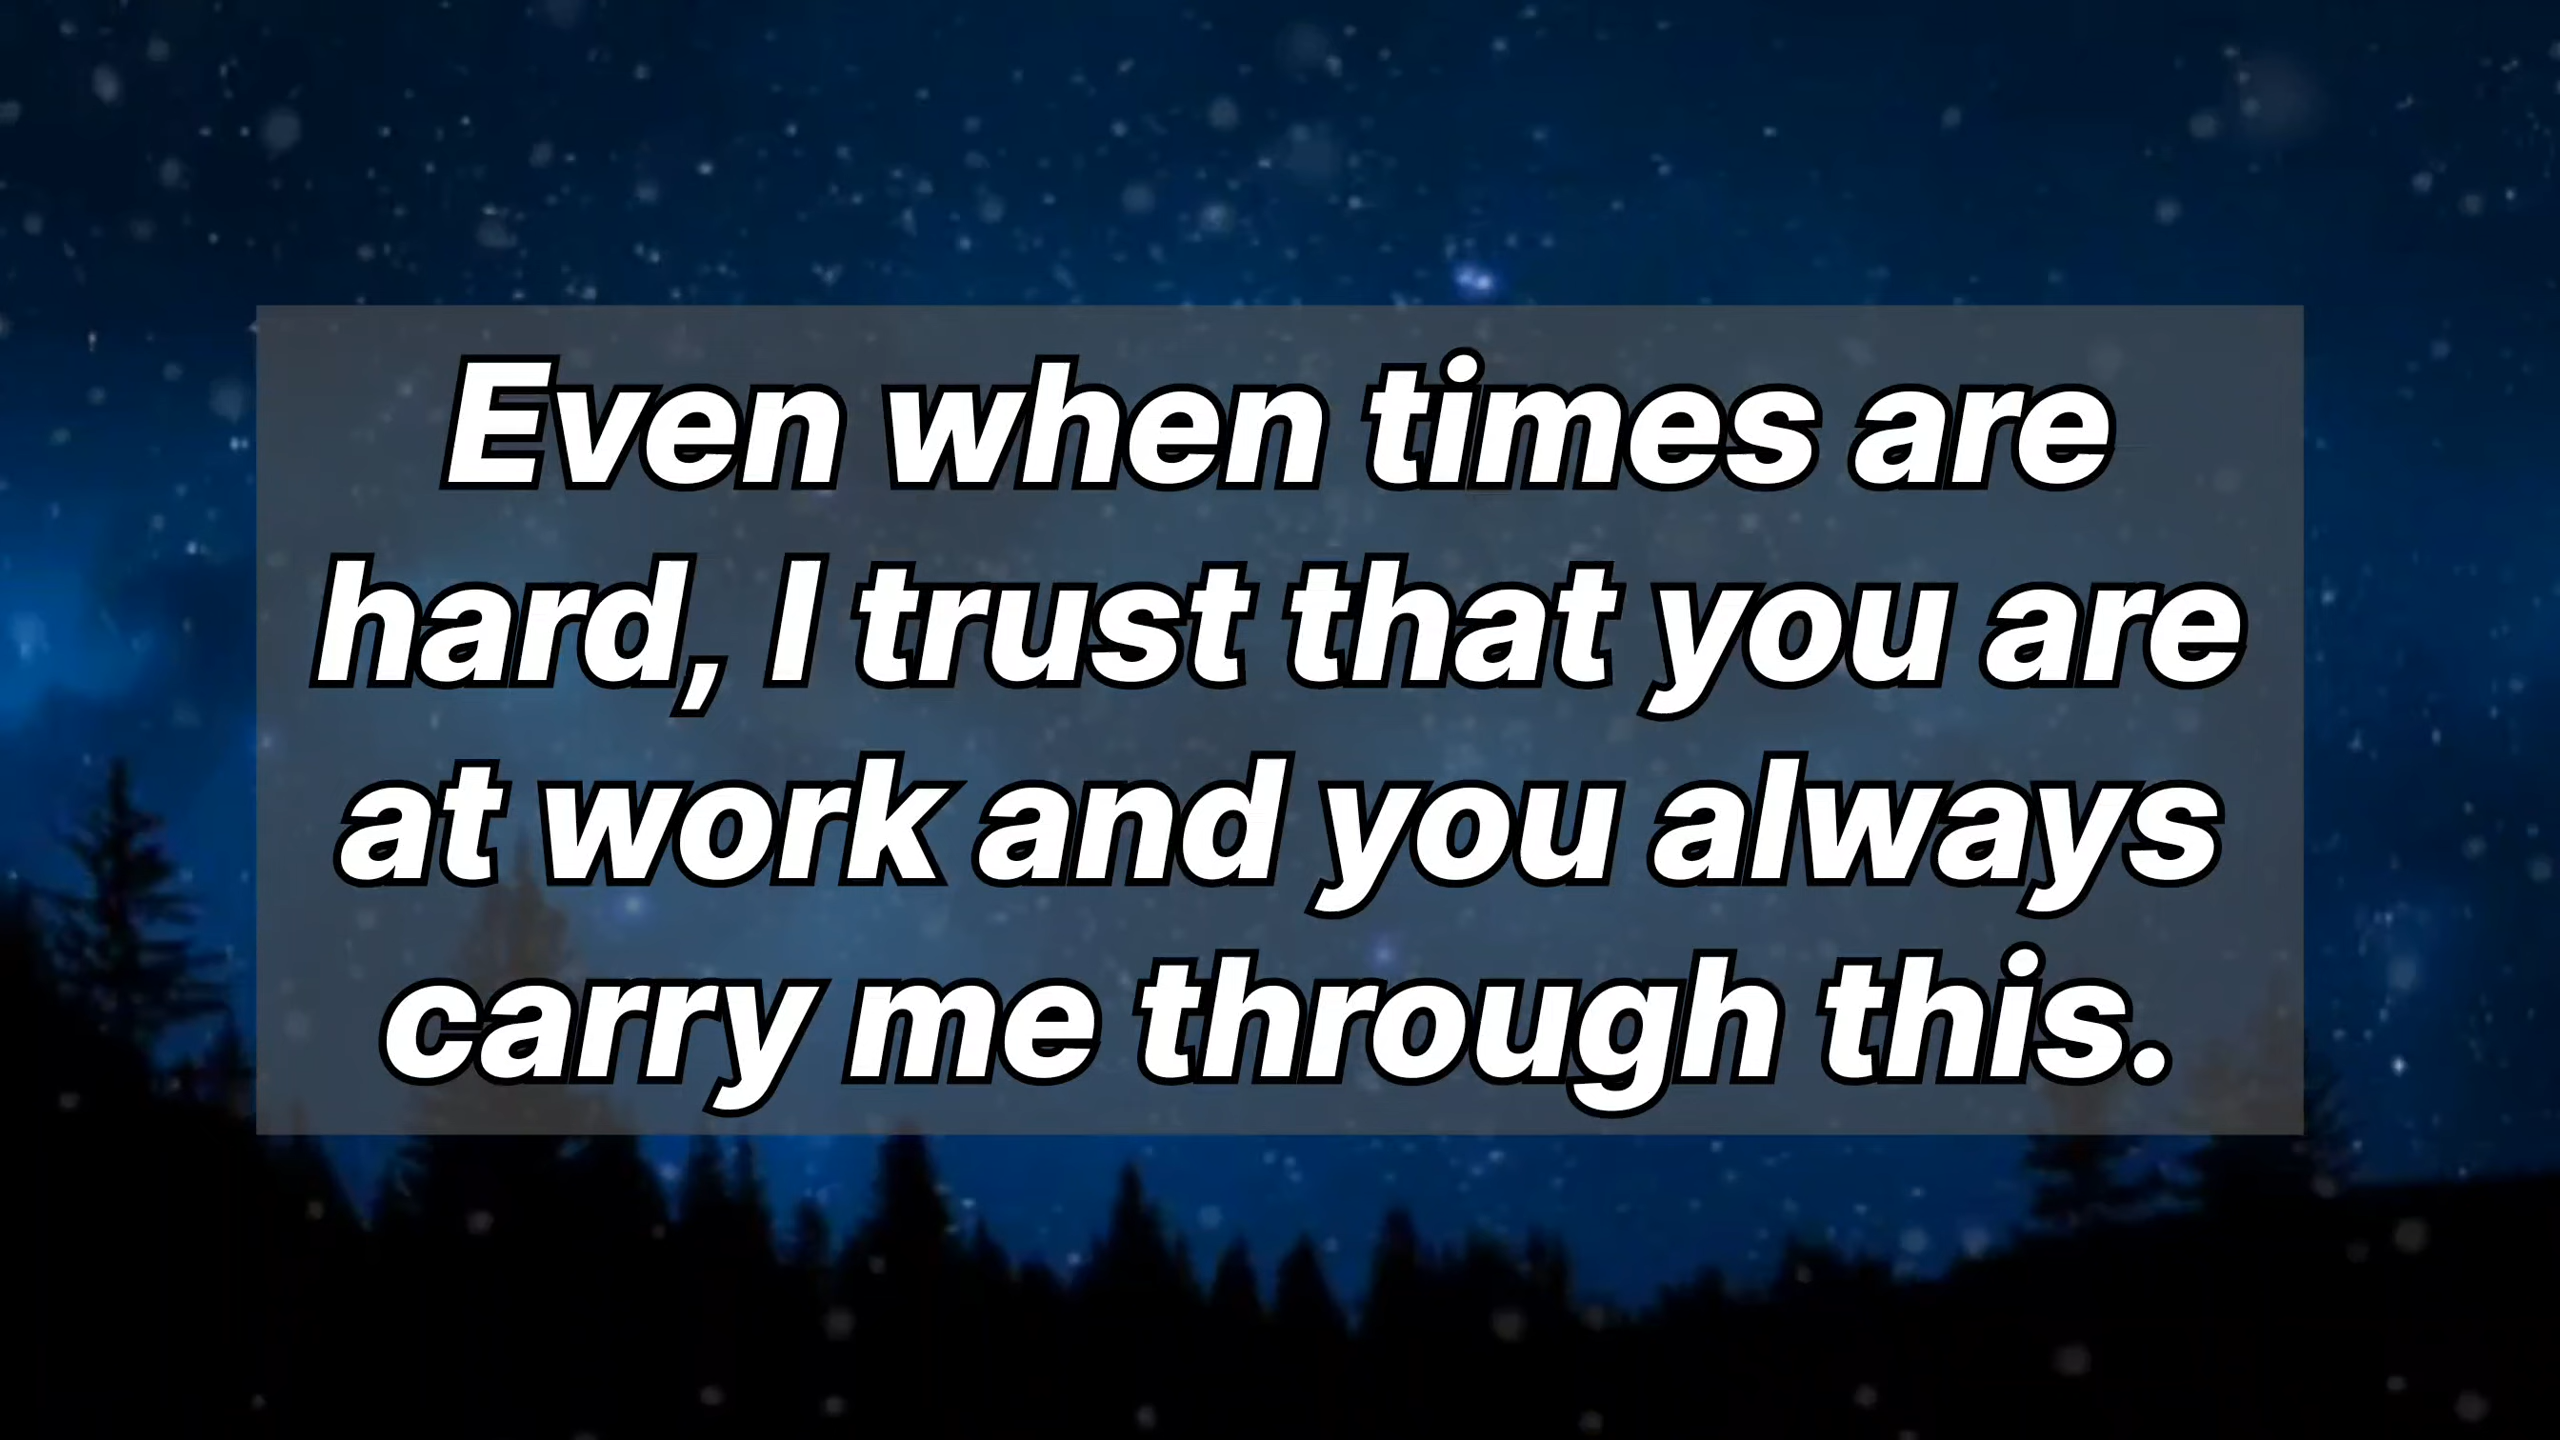 Even when times are
hard, I trust that you are
at work and you always
carry me through this.